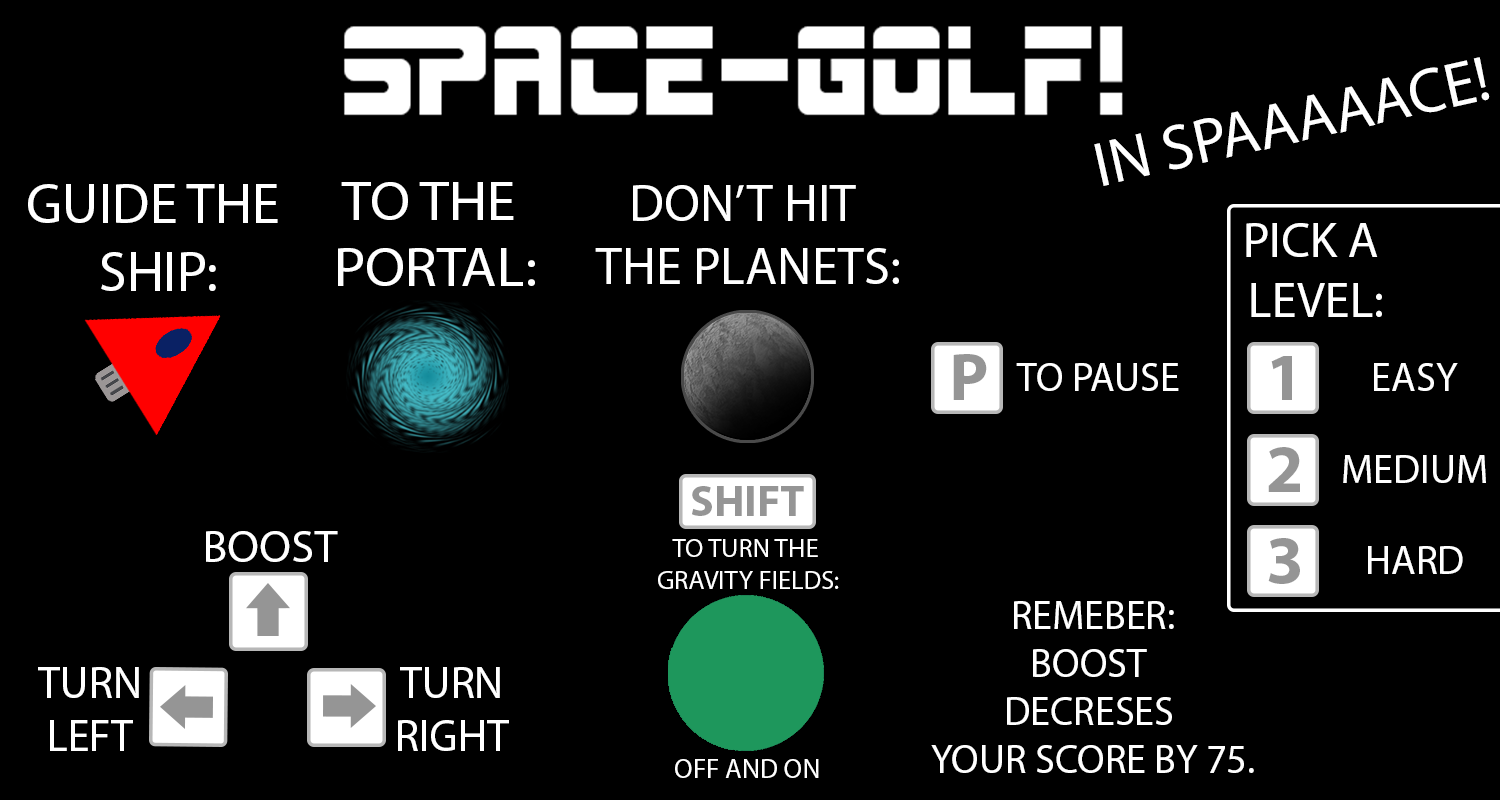 SPACE-GOLF!
IN SPAAAAACE!
GUIDE THE
SHIP:
TO THE
PORTAL:
DON'T HIT
THE PLANETS:
P TO PAUSE
PICK A
LEVEL:
1 EASY
2 MEDIUM
3 HARD
SHIFT
TO TURN THE
GRAVITY FIELDS:
OFF AND ON
BOOST
TURN
LEFT
TURN
RIGHT
REMEBER:
BOOST
DECRESES
YOUR SCORE BY 75.